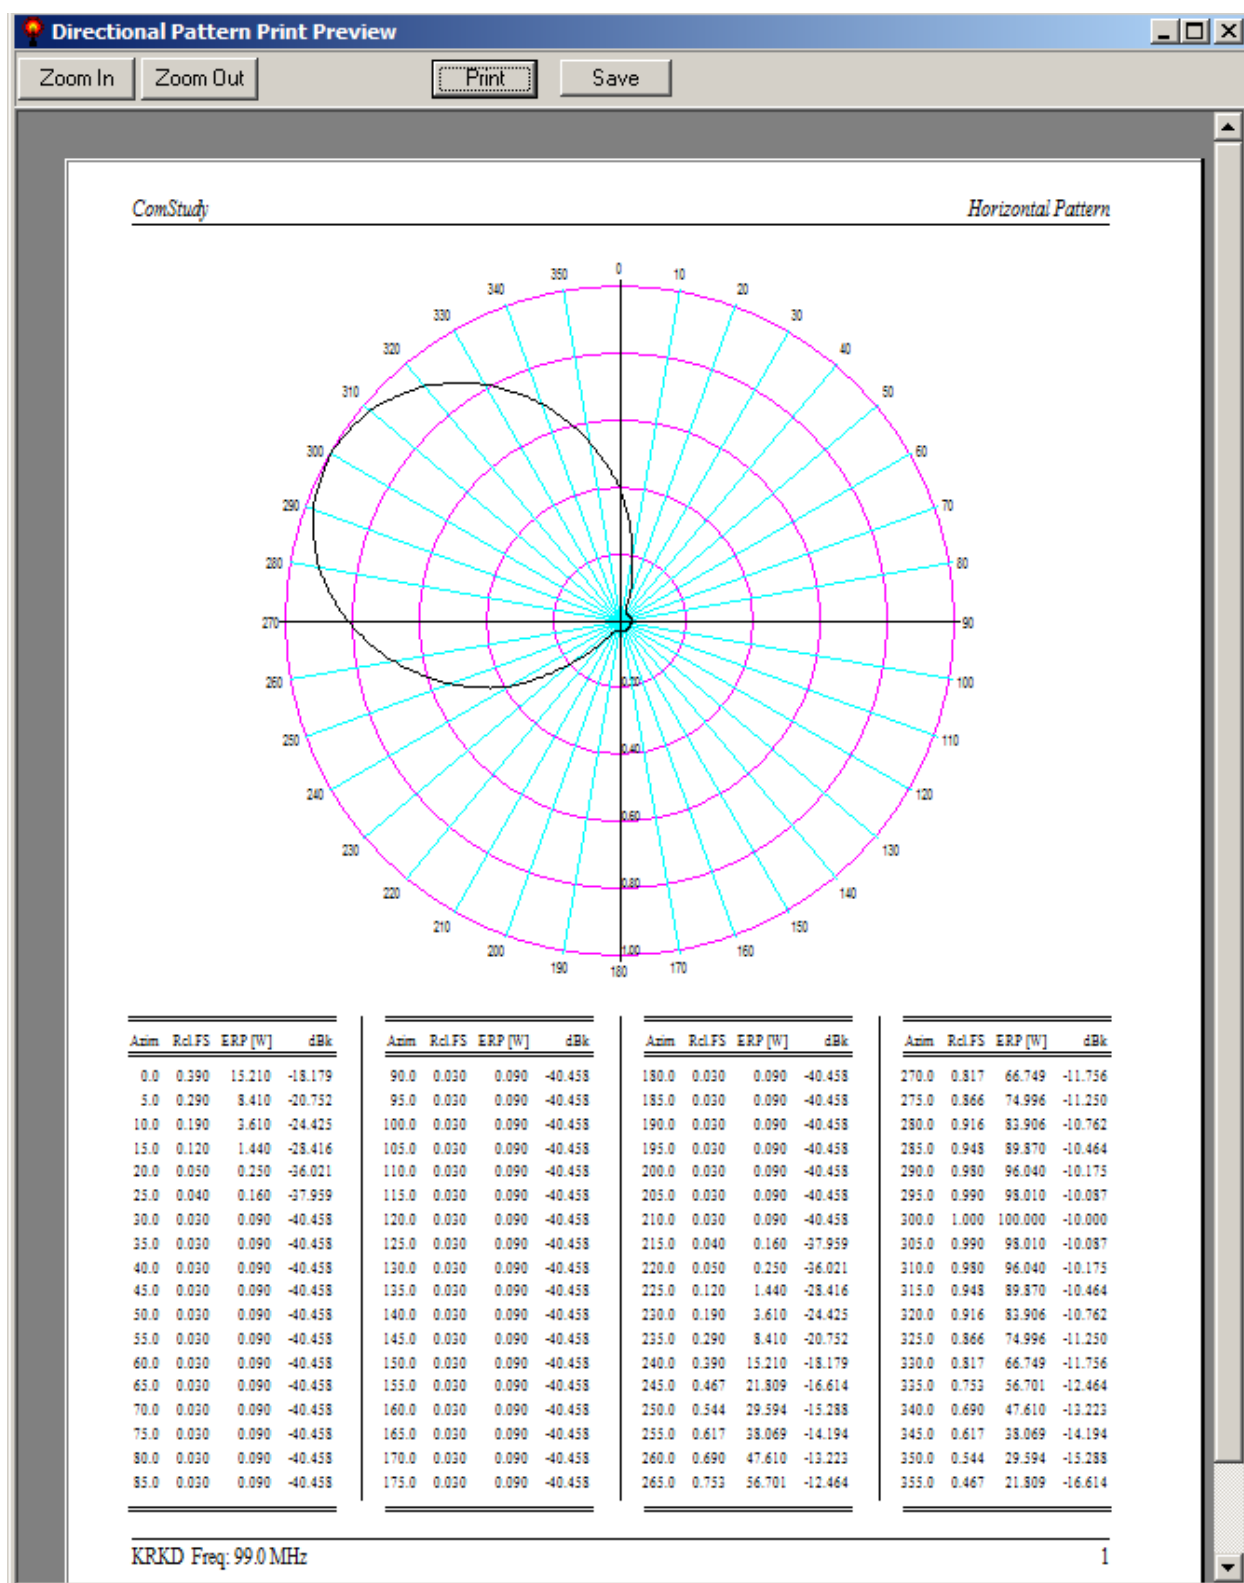 Directional Pattern Print Preview
Zoom In Zoom Out Print Save
ComStudy Horizontal Pattern
0
350 10
340 20
330 30
320 40
310 50
300 60
290 70
280 80
270 90
260 100
250 110
240 120
230 130
220 140
210 150
200 160
190 170
180
0.20
0.40
0.60
0.80
1.00
Azim Rel.FS ERP [W] dBk Azim Rel.FS ERP [W] dBk Azim Rel.FS ERP [W] dBk Azim Rel.FS ERP [W] dBk
0.0 0.390 15.210 -18.179 90.0 0.030 0.090 -40.458 180.0 0.030 0.090 -40.458 270.0 0.817 66.749 -11.756
5.0 0.290 8.410 -20.752 95.0 0.030 0.090 -40.458 185.0 0.030 0.090 -40.458 275.0 0.866 74.996 -11.250
10.0 0.190 3.610 -24.425 100.0 0.030 0.090 -40.458 190.0 0.030 0.090 -40.458 280.0 0.916 83.906 -10.762
15.0 0.120 1.440 -28.416 105.0 0.030 0.090 -40.458 195.0 0.030 0.090 -40.458 285.0 0.948 89.870 -10.464
20.0 0.050 0.250 -36.021 110.0 0.030 0.090 -40.458 200.0 0.030 0.090 -40.458 290.0 0.980 96.040 -10.175
25.0 0.040 0.160 -37.959 115.0 0.030 0.090 -40.458 205.0 0.030 0.090 -40.458 295.0 0.990 98.010 -10.087
30.0 0.030 0.090 -40.458 120.0 0.030 0.090 -40.458 210.0 0.030 0.090 -40.458 300.0 1.000 100.000 -10.000
35.0 0.030 0.090 -40.458 125.0 0.030 0.090 -40.458 215.0 0.040 0.160 -37.959 305.0 0.990 98.010 -10.087
40.0 0.030 0.090 -40.458 130.0 0.030 0.090 -40.458 220.0 0.050 0.250 -36.021 310.0 0.980 96.040 -10.175
45.0 0.030 0.090 -40.458 135.0 0.030 0.090 -40.458 225.0 0.120 1.440 -28.416 315.0 0.948 89.870 -10.464
50.0 0.030 0.090 -40.458 140.0 0.030 0.090 -40.458 230.0 0.190 3.610 -24.425 320.0 0.916 83.906 -10.762
55.0 0.030 0.090 -40.458 145.0 0.030 0.090 -40.458 235.0 0.290 8.410 -20.752 325.0 0.866 74.996 -11.250
60.0 0.030 0.090 -40.458 150.0 0.030 0.090 -40.458 240.0 0.390 15.210 -18.179 330.0 0.817 66.749 -11.756
65.0 0.030 0.090 -40.458 155.0 0.030 0.090 -40.458 245.0 0.467 21.809 -16.614 335.0 0.753 56.701 -12.464
70.0 0.030 0.090 -40.458 160.0 0.030 0.090 -40.458 250.0 0.544 29.594 -15.288 340.0 0.690 47.610 -13.223
75.0 0.030 0.090 -40.458 165.0 0.030 0.090 -40.458 255.0 0.617 38.069 -14.194 345.0 0.617 38.069 -14.194
80.0 0.030 0.090 -40.458 170.0 0.030 0.090 -40.458 260.0 0.690 47.610 -13.223 350.0 0.544 29.594 -15.288
85.0 0.030 0.090 -40.458 175.0 0.030 0.090 -40.458 265.0 0.753 56.701 -12.464 355.0 0.467 21.809 -16.614
KRKD Freq: 99.0 MHz 1